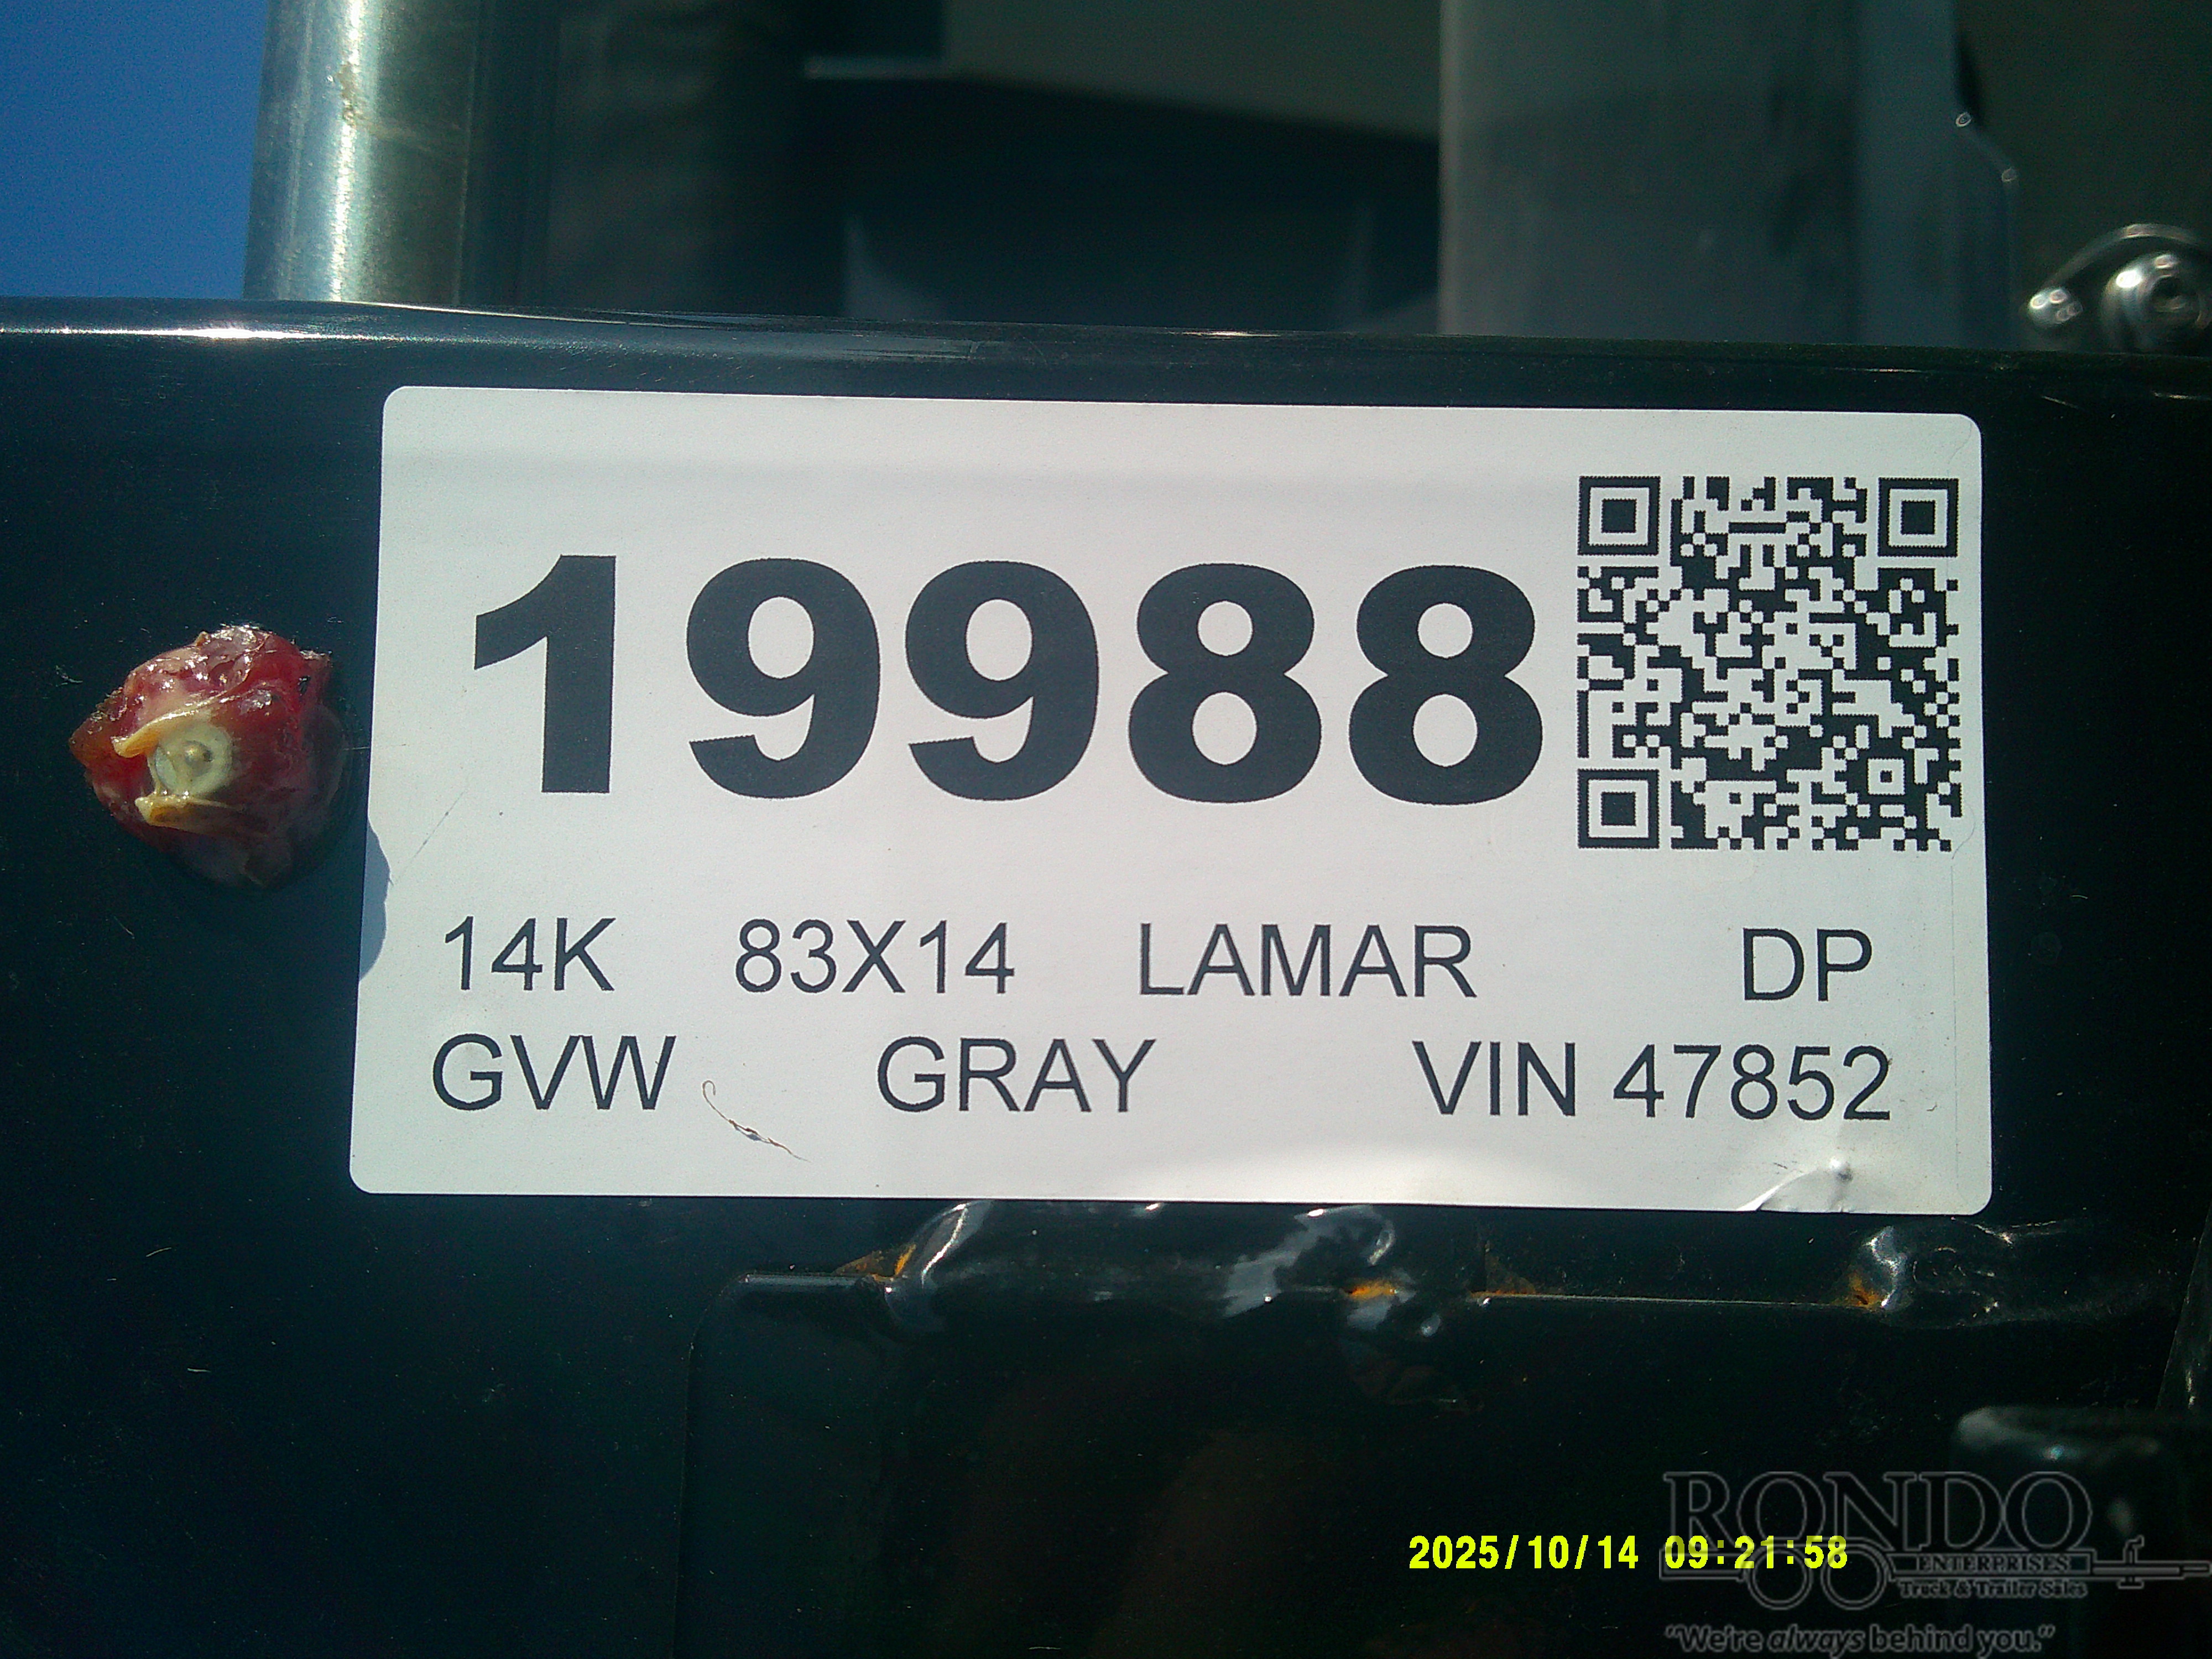 19988
14K 83X14 LAMAR DP
GVW GRAY VIN 47852
2025/10/14 09:21:58
RONDO
ENTERPRISES
Truck & Trailer Sales
"We're always behind you."